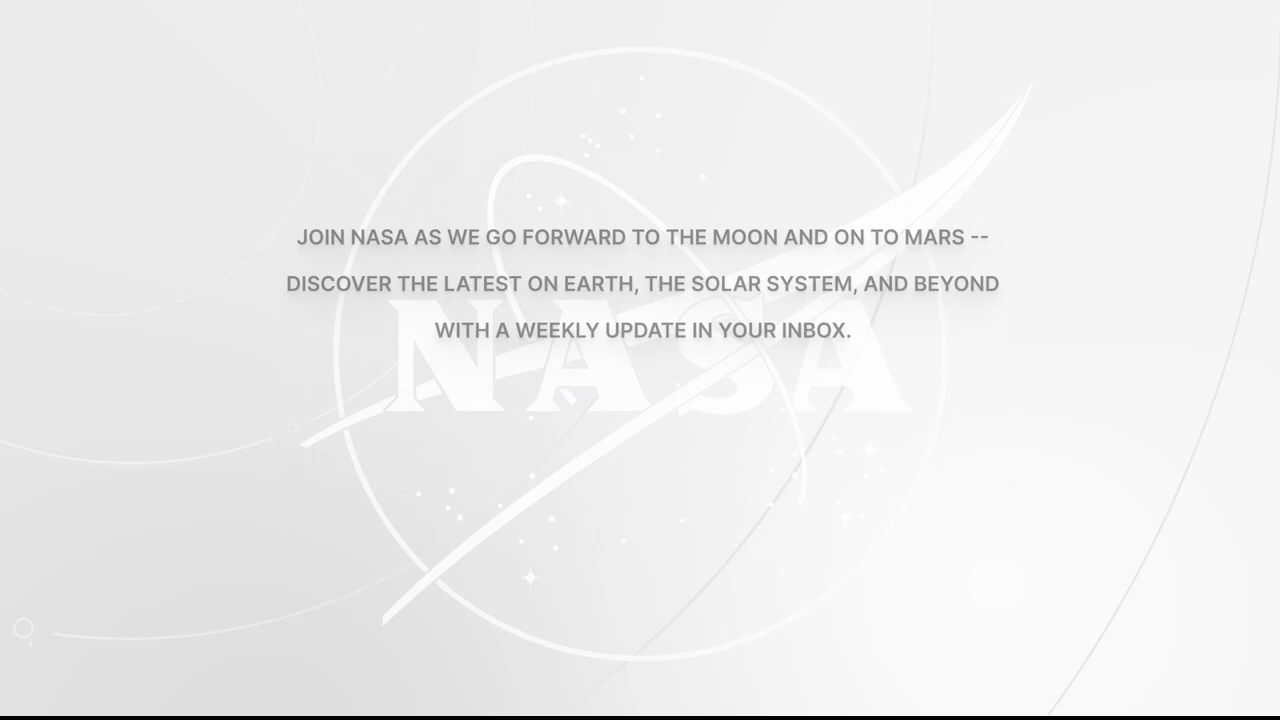 JOIN NASA AS WE GO FORWARD TO THE MOON AND ON TO MARS --
DISCOVER THE LATEST ON EARTH, THE SOLAR SYSTEM, AND BEYOND
WITH A WEEKLY UPDATE IN YOUR INBOX.
NASA